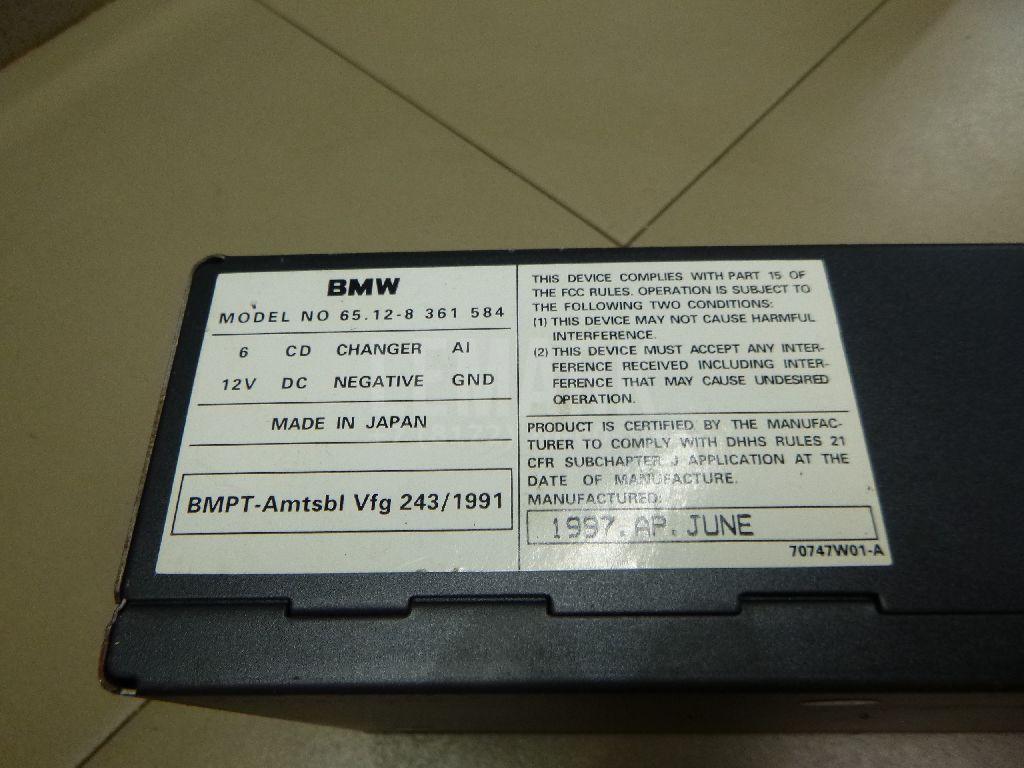 BMW
MODEL NO 65.12-8 361 584
6 CD CHANGER AI
12V DC NEGATIVE GND
MADE IN JAPAN
BMPT-Amtsbl Vfg 243/1991
THIS DEVICE COMPLIES WITH PART 15 OF
THE FCC RULES. OPERATION IS SUBJECT TO
THE FOLLOWING TWO CONDITIONS:
(1) THIS DEVICE MAY NOT CAUSE HARMFUL
INTERFERENCE.
(2) THIS DEVICE MUST ACCEPT ANY INTER-
FERENCE RECEIVED INCLUDING INTER-
FERENCE THAT MAY CAUSE UNDESIRED
OPERATION.
PRODUCT IS CERTIFIED BY THE MANUFAC-
TURER TO COMPLY WITH DHHS RULES 21
CFR SUBCHAPTER J APPLICATION AT THE
DATE OF MANUFACTURE.
MANUFACTURED:
1997. AP. JUNE
70747W01-A